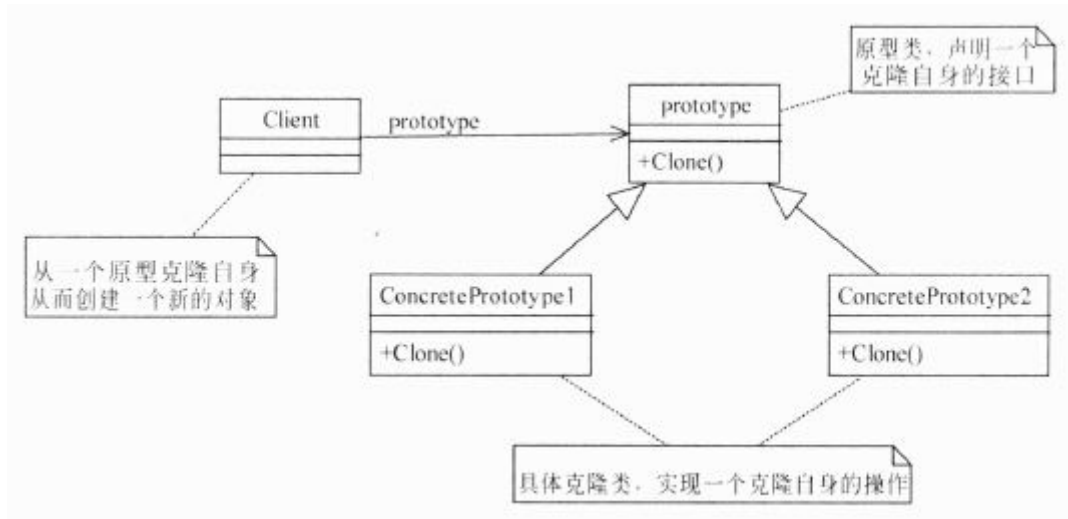 原型类，声明一个
克隆自身的接口
Client
prototype
prototype
+Clone()
从一个原型克隆自身
从而创建一个新的对象
ConcretePrototype1
+Clone()
ConcretePrototype2
+Clone()
具体克隆类，实现一个克隆自身的操作